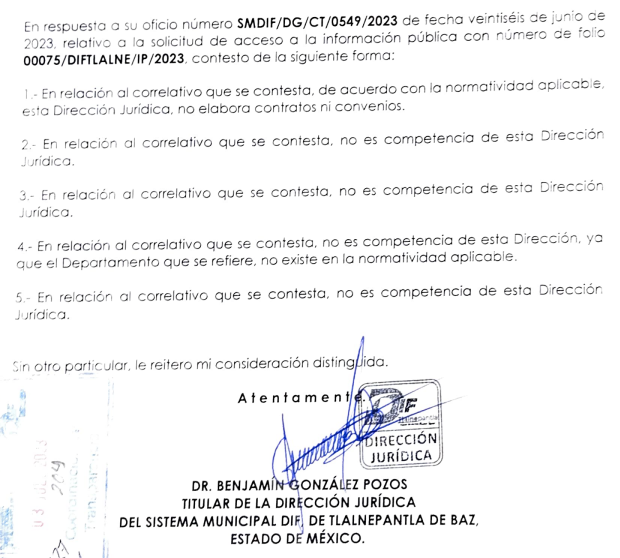 En respuesta a su oficio número SMDIF/DG/CT/0549/2023 de fecha veintiséis de junio de
2023, relativo a la solicitud de acceso a la información pública con número de folio
00075/DIFTLALNE/IP/2023, contesto de la siguiente forma:
1.- En relación al correlativo que se contesta, de acuerdo con la normatividad aplicable,
esta Dirección Jurídica, no elabora contratos ni convenios.
2.- En relación al correlativo que se contesta, no es competencia de esta Dirección
Jurídica.
3.- En relación al correlativo que se contesta, no es competencia de esta Dirección
Jurídica.
4.- En relación al correlativo que se contesta, no es competencia de esta Dirección, ya
que el Departamento que se refiere, no existe en la normatividad aplicable.
5.- En relación al correlativo que se contesta, no es competencia de esta Dirección
Jurídica.
Sin otro particular, le reitero mi consideración distinguida.
Atentamente.
DIF
DIRECCIÓN
JURÍDICA
DR. BENJAMÍN GONZÁLEZ POZOS
TITULAR DE LA DIRECCIÓN JURÍDICA
DEL SISTEMA MUNICIPAL DIF, DE TLALNEPANTLA DE BAZ,
ESTADO DE MÉXICO.